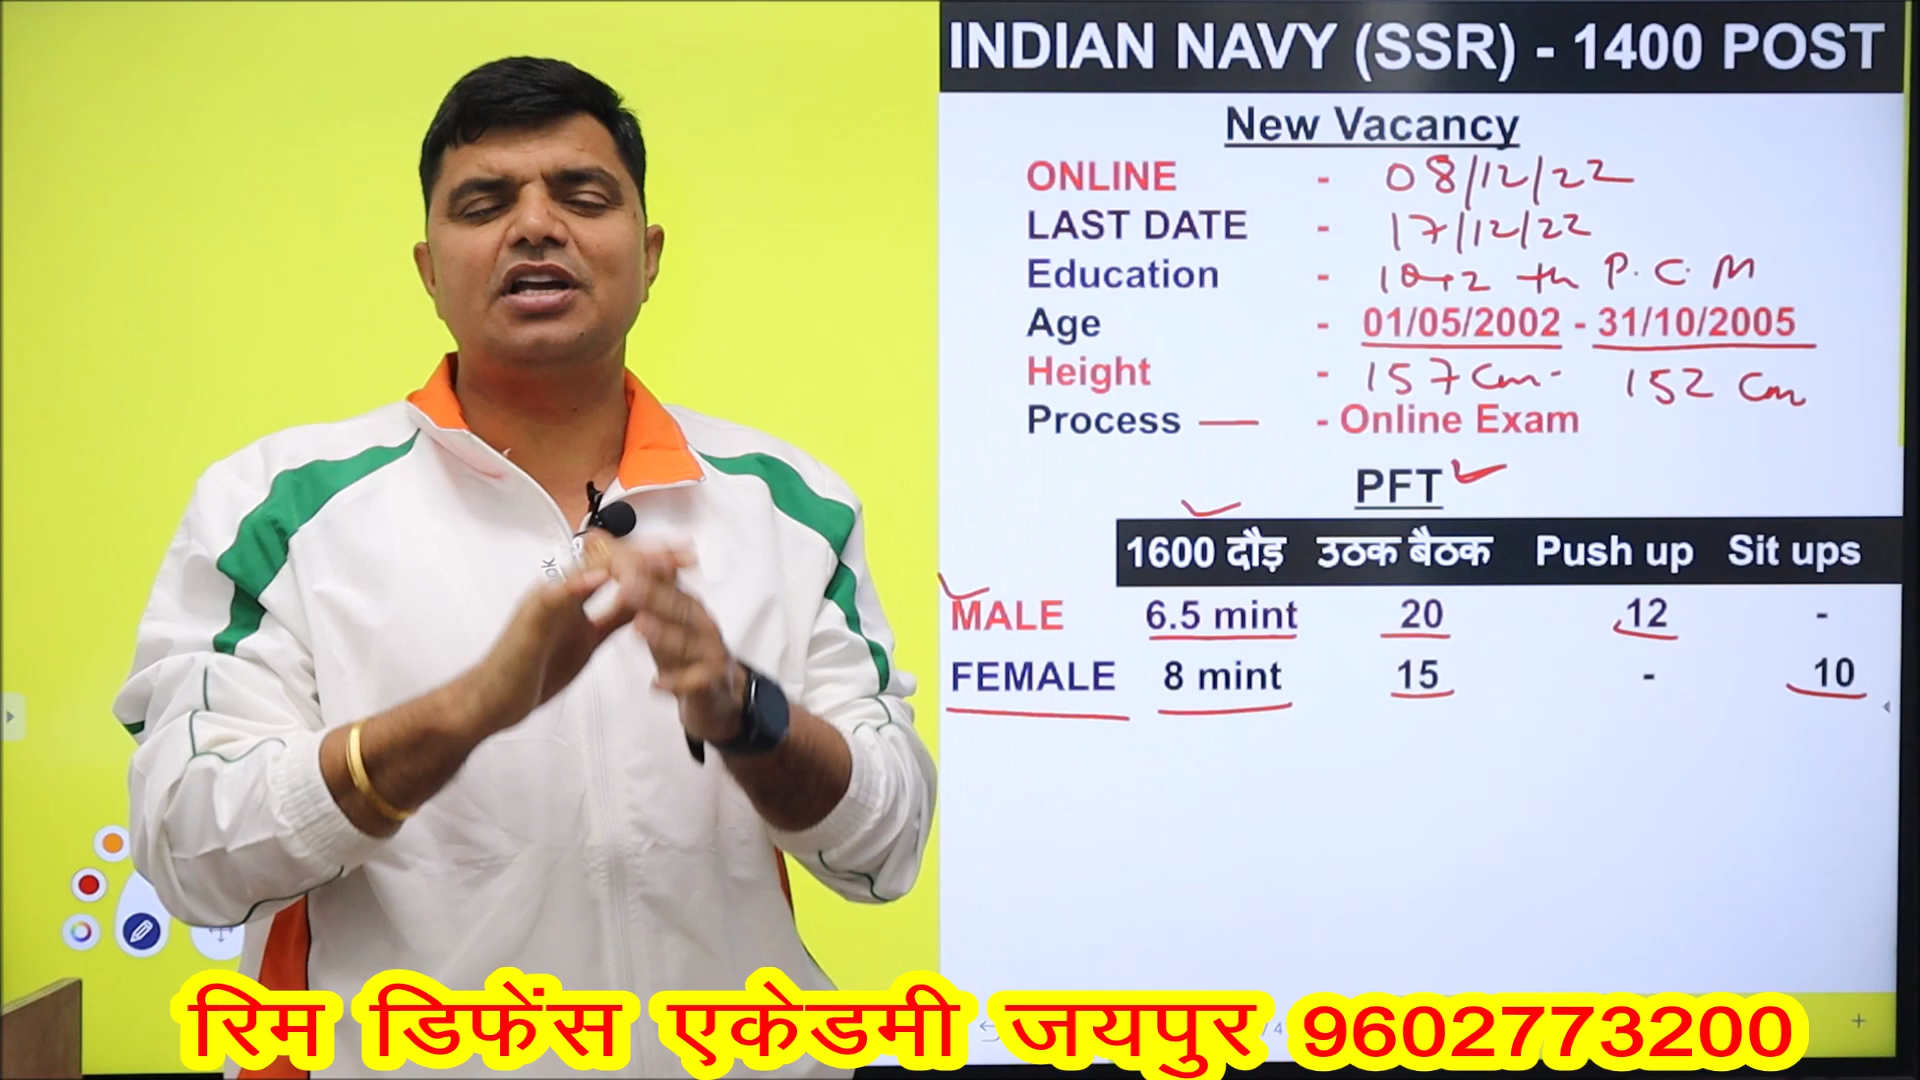 INDIAN NAVY (SSR) - 1400 POST
New Vacancy
ONLINE - 08/12/22
LAST DATE - 17/12/22
Education - 10+2 th P.C.M
Age - 01/05/2002 - 31/10/2005
Height - 157 cm - 152 cm
Process - Online Exam
PFT
1600 दौड़ उठक बैठक Push up Sit ups
MALE 6.5 mint 20 12 -
FEMALE 8 mint 15 - 10
रिम डिफेंस एकेडमी जयपुर 9602773200